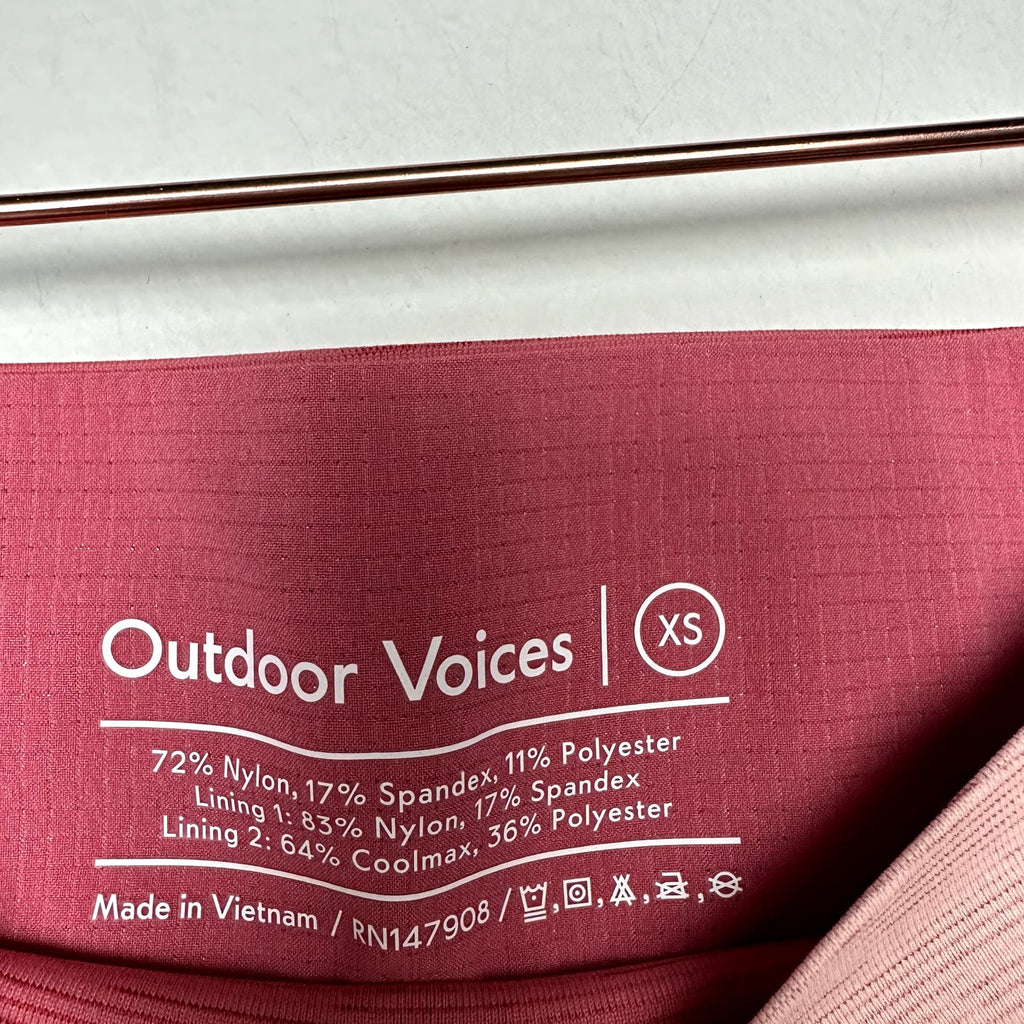 Outdoor Voices | XS
72% Nylon, 17% Spandex, 11% Polyester
Lining 1: 83% Nylon, 17% Spandex
Lining 2: 64% Coolmax, 36% Polyester
Made in Vietnam / RN147908 /